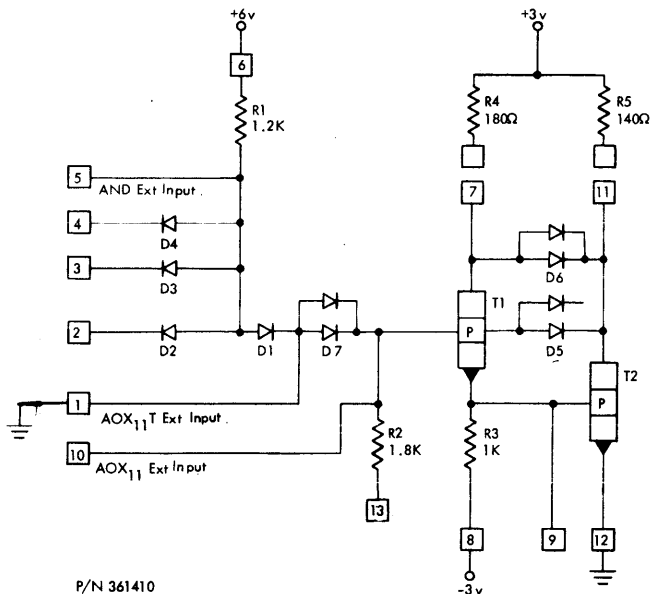 +6v
+3v
6
R1
1.2K
R4
180Ω
R5
140Ω
5
AND Ext Input
7
11
4
D4
3
D3
D6
T1
2
D2
D1
D7
P
D5
T2
1
AOX11T Ext Input
P
10
AOX11 Ext Input
R2
1.8K
R3
1K
13
8
9
12
-3v
P/N 361410